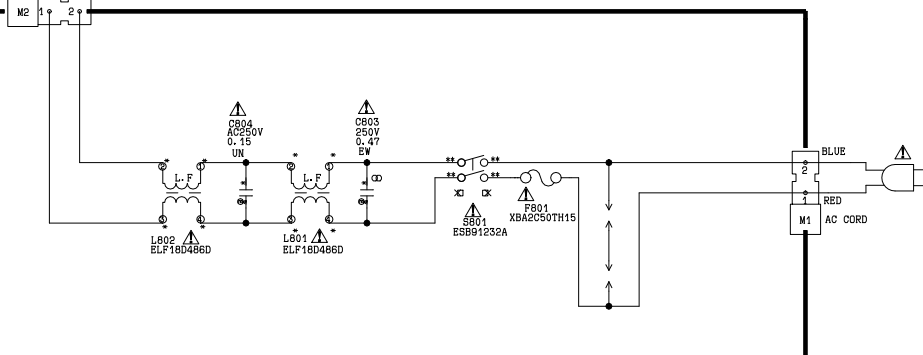 M2 1 2
C804
AC250V
0.15
UN
C803
250V
0.47
EW
L.F
L.F
L802
ELF18D486D
L801
ELF18D486D
S801
ESB91232A
F801
XBA2C50TH15
BLUE
2
1
RED
M1
AC CORD